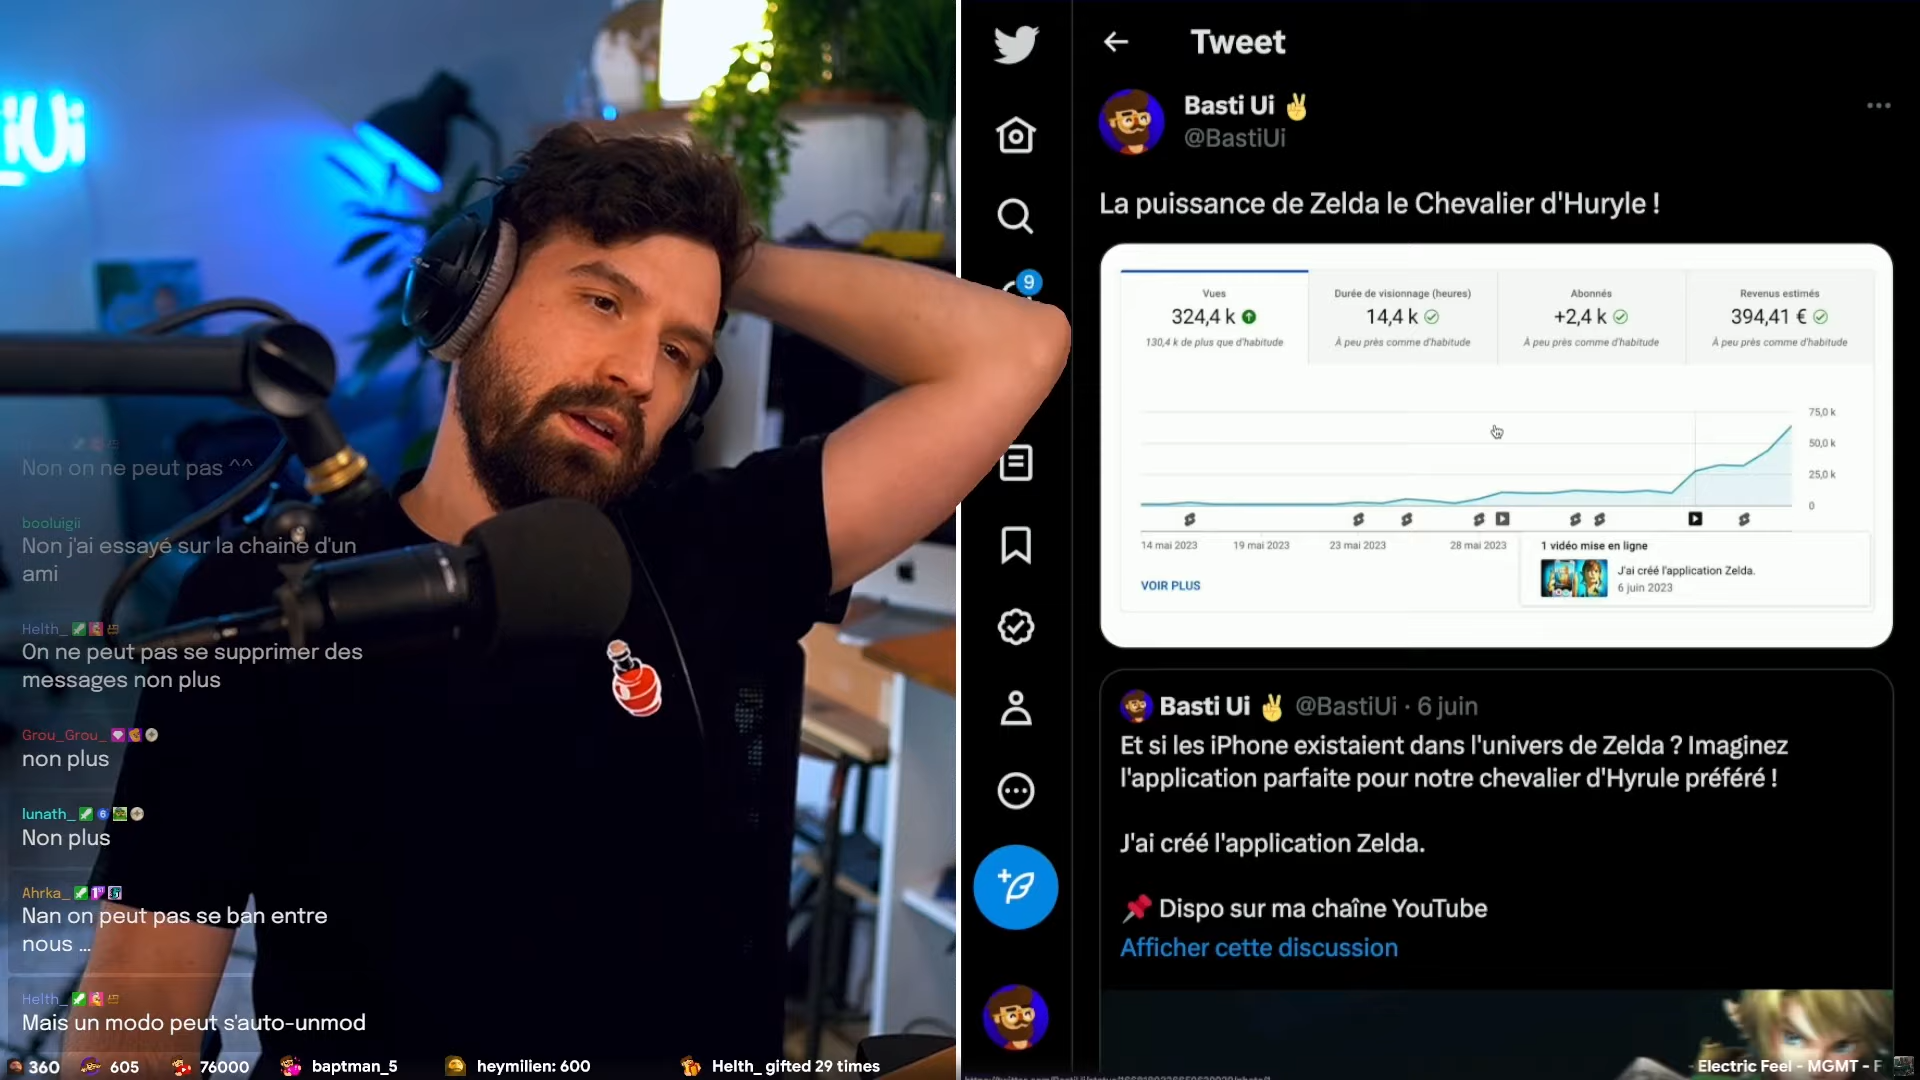 iUi
Non on ne peut pas ^^
booluigii
Non j'ai essayé sur la chaine d'un
ami
Helth_
On ne peut pas se supprimer des
messages non plus
Grou_Grou_
non plus
lunath_
Non plus
Ahrka_
Nan on peut pas se ban entre
nous ...
Helth_
Mais un modo peut s'auto-unmod
360
605
76000
baptman_5
heymilien: 600
Helth_ gifted 29 times
9
Tweet
Basti Ui ✌
@BastiUi
La puissance de Zelda le Chevalier d'Huryle !
Vues
324,4 k
130,4 k de plus que d'habitude
Durée de visionnage (heures)
14,4 k
À peu près comme d'habitude
Abonnés
+2,4 k
À peu près comme d'habitude
Revenus estimés
394,41 €
À peu près comme d'habitude
75,0 k
50,0 k
25,0 k
0
14 mai 2023
19 mai 2023
23 mai 2023
28 mai 2023
1 vidéo mise en ligne
J'ai créé l'application Zelda.
6 juin 2023
VOIR PLUS
Basti Ui ✌ @BastiUi · 6 juin
Et si les iPhone existaient dans l'univers de Zelda ? Imaginez
l'application parfaite pour notre chevalier d'Hyrule préféré !
J'ai créé l'application Zelda.
📌 Dispo sur ma chaîne YouTube
Afficher cette discussion
Electric Feel - MGMT - F